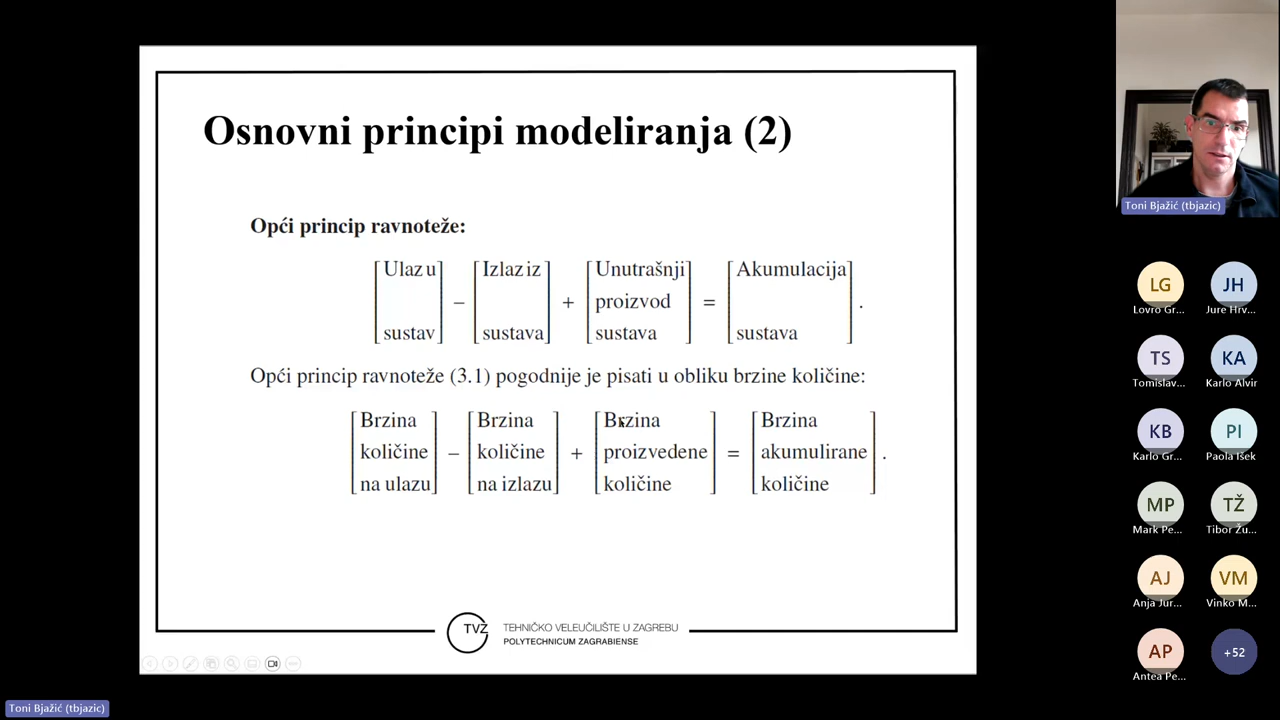 Osnovni principi modeliranja (2)
Opći princip ravnoteže:
Ulaz u Izlaz iz Unutrašnji Akumulacija
– + proizvod = .
sustav sustava sustava sustava
Opći princip ravnoteže (3.1) pogodnije je pisati u obliku brzine količine:
Brzina Brzina Brzina Brzina
količine – količine + proizvedene = akumulirane .
na ulazu na izlazu količine količine
TVZ
TEHNIČKO VELEUČILIŠTE U ZAGREBU
POLYTECHNICUM ZAGRABIENSE
Toni Bjažić (tbjazic)
LG JH
Lovro Gr... Jure Hrv...
TS KA
Tomislav... Karlo Alvir
KB PI
Karlo Gr... Paola Išek
MP TŽ
Mark Pe... Tibor Žu...
AJ VM
Anja Jur... Vinko M...
AP +52
Antea Pe...
Toni Bjažić (tbjazic)